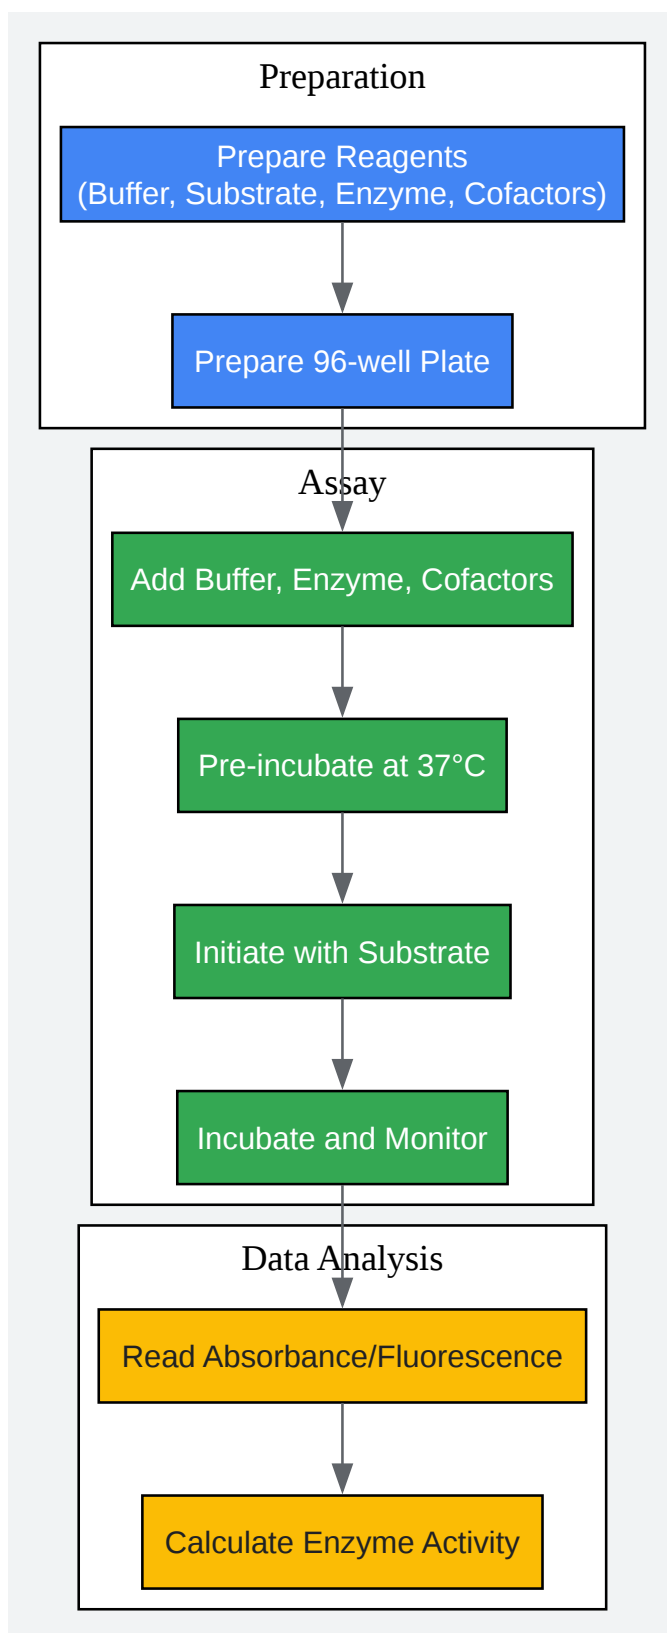 Preparation
Prepare Reagents
(Buffer, Substrate, Enzyme, Cofactors)
Prepare 96-well Plate
Assay
Add Buffer, Enzyme, Cofactors
Pre-incubate at 37°C
Initiate with Substrate
Incubate and Monitor
Data Analysis
Read Absorbance/Fluorescence
Calculate Enzyme Activity